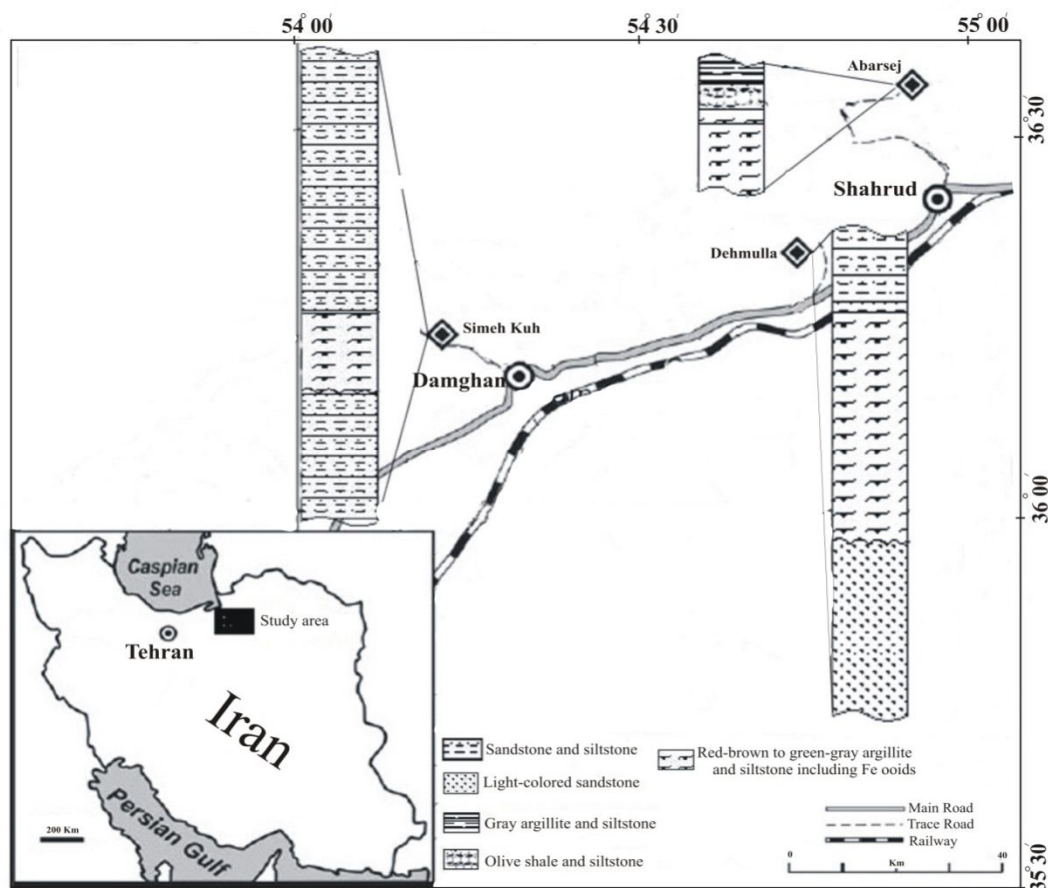 54°00'
54°30'
55°00'
Abarsej
36°30'
Shahrud
Dehmulla
Simeh Kuh
Damghan
36°00'
Caspian
Sea
Study area
Tehran
Iran
Persian Gulf
200 Km
Sandstone and siltstone
Light-colored sandstone
Gray argillite and siltstone
Olive shale and siltstone
Red-brown to green-gray argillite
and siltstone including Fe ooids
Main Road
Trace Road
Railway
0 Km 40
35°30'